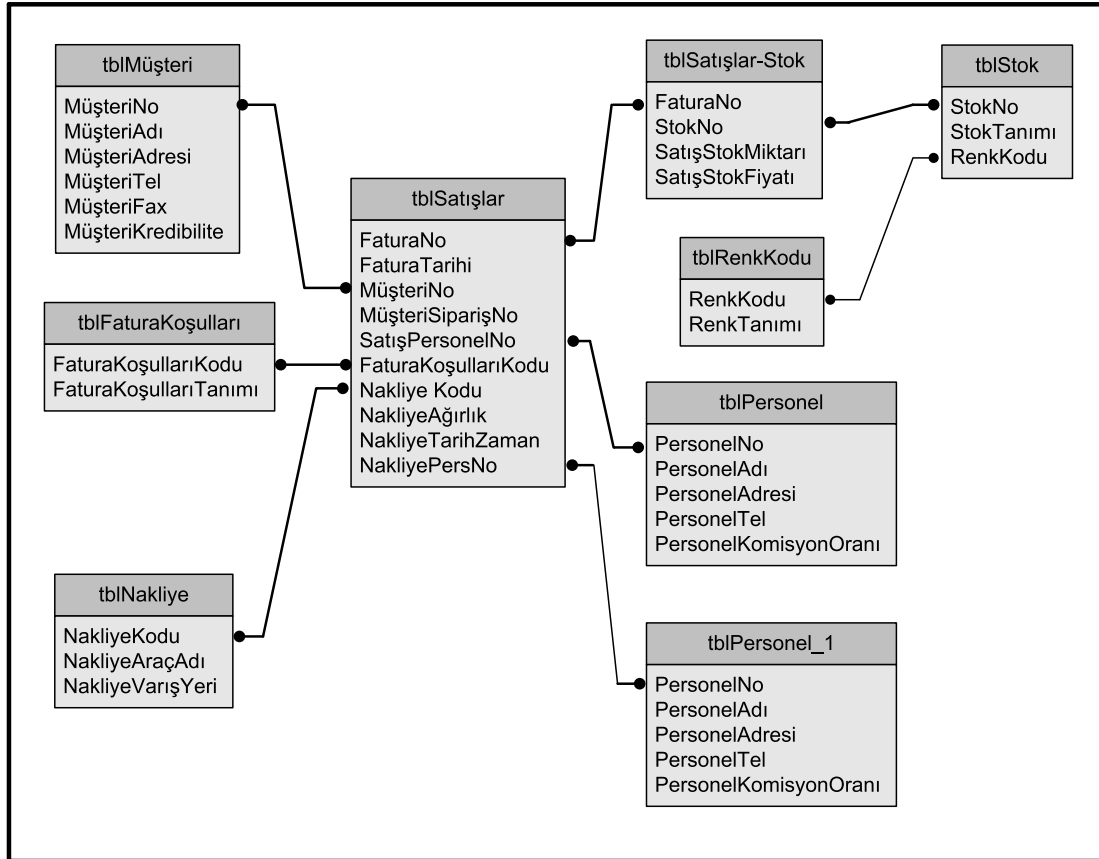 tblMüşteri
MüşteriNo
MüşteriAdı
MüşteriAdresi
MüşteriTel
MüşteriFax
MüşteriKredibilite
tblFaturaKoşulları
FaturaKoşullarıKodu
FaturaKoşullarıTanımı
tblNakliye
NakliyeKodu
NakliyeAraçAdı
NakliyeVarışYeri
tblSatışlar
FaturaNo
FaturaTarihi
MüşteriNo
MüşteriSiparişNo
SatışPersonelNo
FaturaKoşullarıKodu
Nakliye Kodu
NakliyeAğırlık
NakliyeTarihZaman
NakliyePersNo
tblSatışlar-Stok
FaturaNo
StokNo
SatışStokMiktarı
SatışStokFiyatı
tblStok
StokNo
StokTanımı
RenkKodu
tblRenkKodu
RenkKodu
RenkTanımı
tblPersonel
PersonelNo
PersonelAdı
PersonelAdresi
PersonelTel
PersonelKomisyonOranı
tblPersonel_1
PersonelNo
PersonelAdı
PersonelAdresi
PersonelTel
PersonelKomisyonOranı